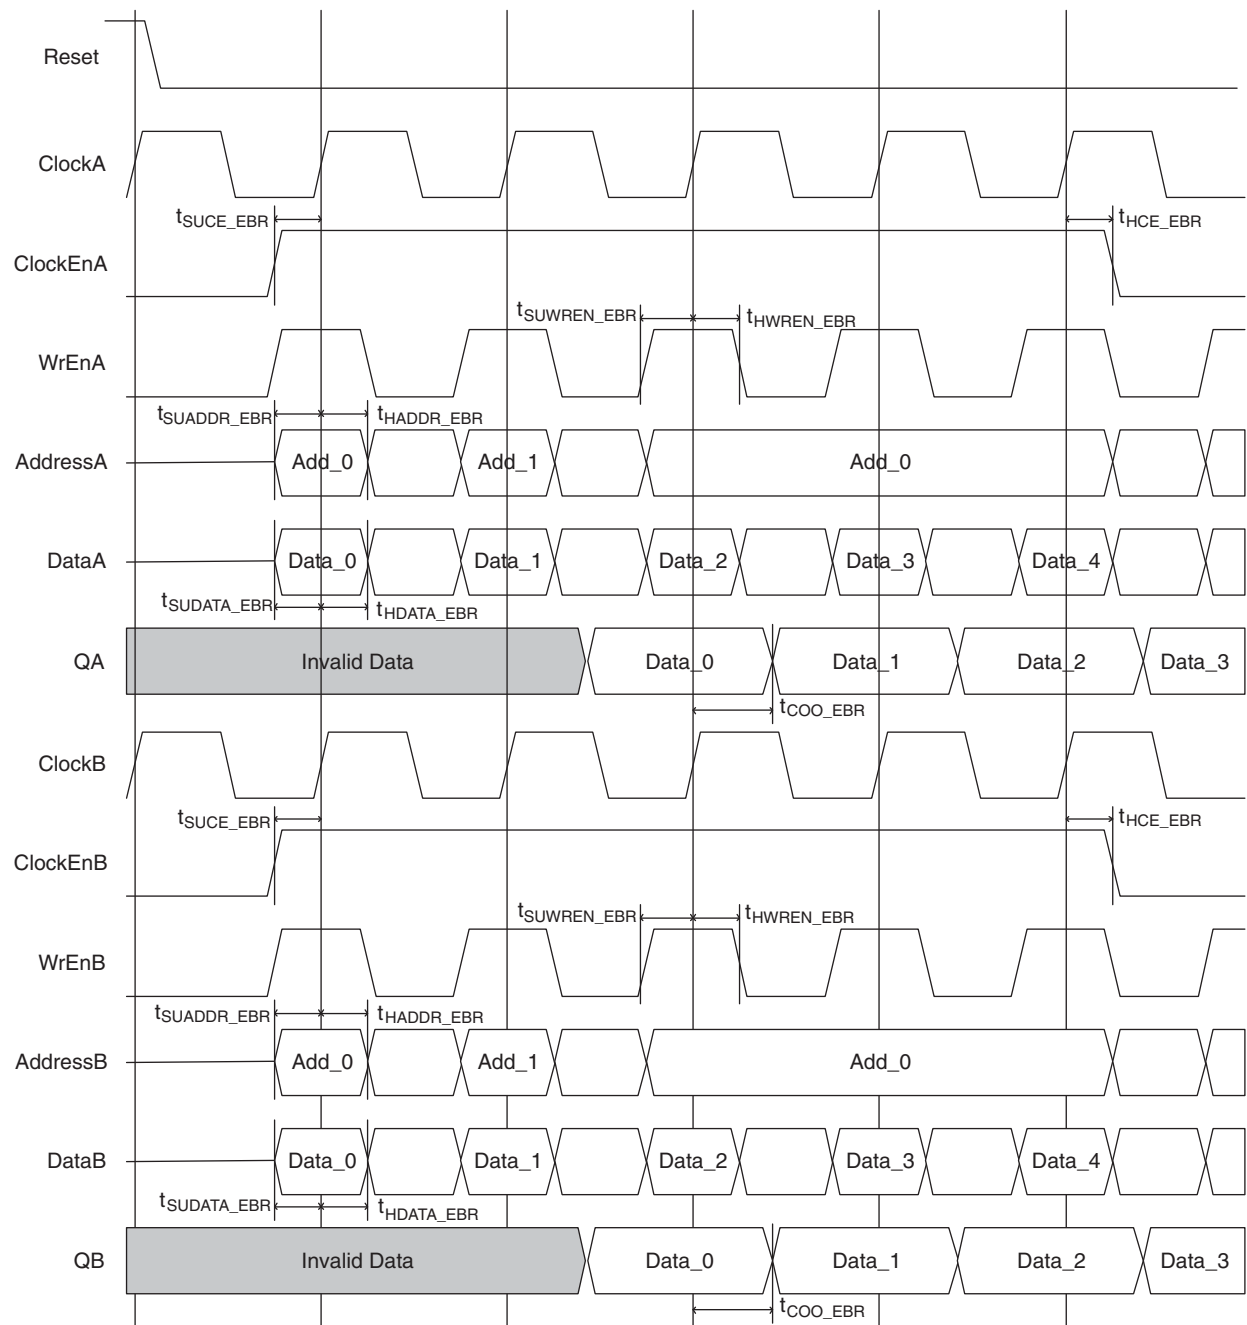 Reset
ClockA
tSUCE_EBR
tHCE_EBR
ClockEnA
tSUWREN_EBR
tHWREN_EBR
WrEnA
tSUADDR_EBR
tHADDR_EBR
AddressA Add_0 Add_1 Add_0
DataA Data_0 Data_1 Data_2 Data_3 Data_4
tSUDATA_EBR
tHDATA_EBR
QA Invalid Data Data_0 Data_1 Data_2 Data_3
tCOO_EBR
ClockB
tSUCE_EBR
tHCE_EBR
ClockEnB
tSUWREN_EBR
tHWREN_EBR
WrEnB
tSUADDR_EBR
tHADDR_EBR
AddressB Add_0 Add_1 Add_0
DataB Data_0 Data_1 Data_2 Data_3 Data_4
tSUDATA_EBR
tHDATA_EBR
QB Invalid Data Data_0 Data_1 Data_2 Data_3
tCOO_EBR